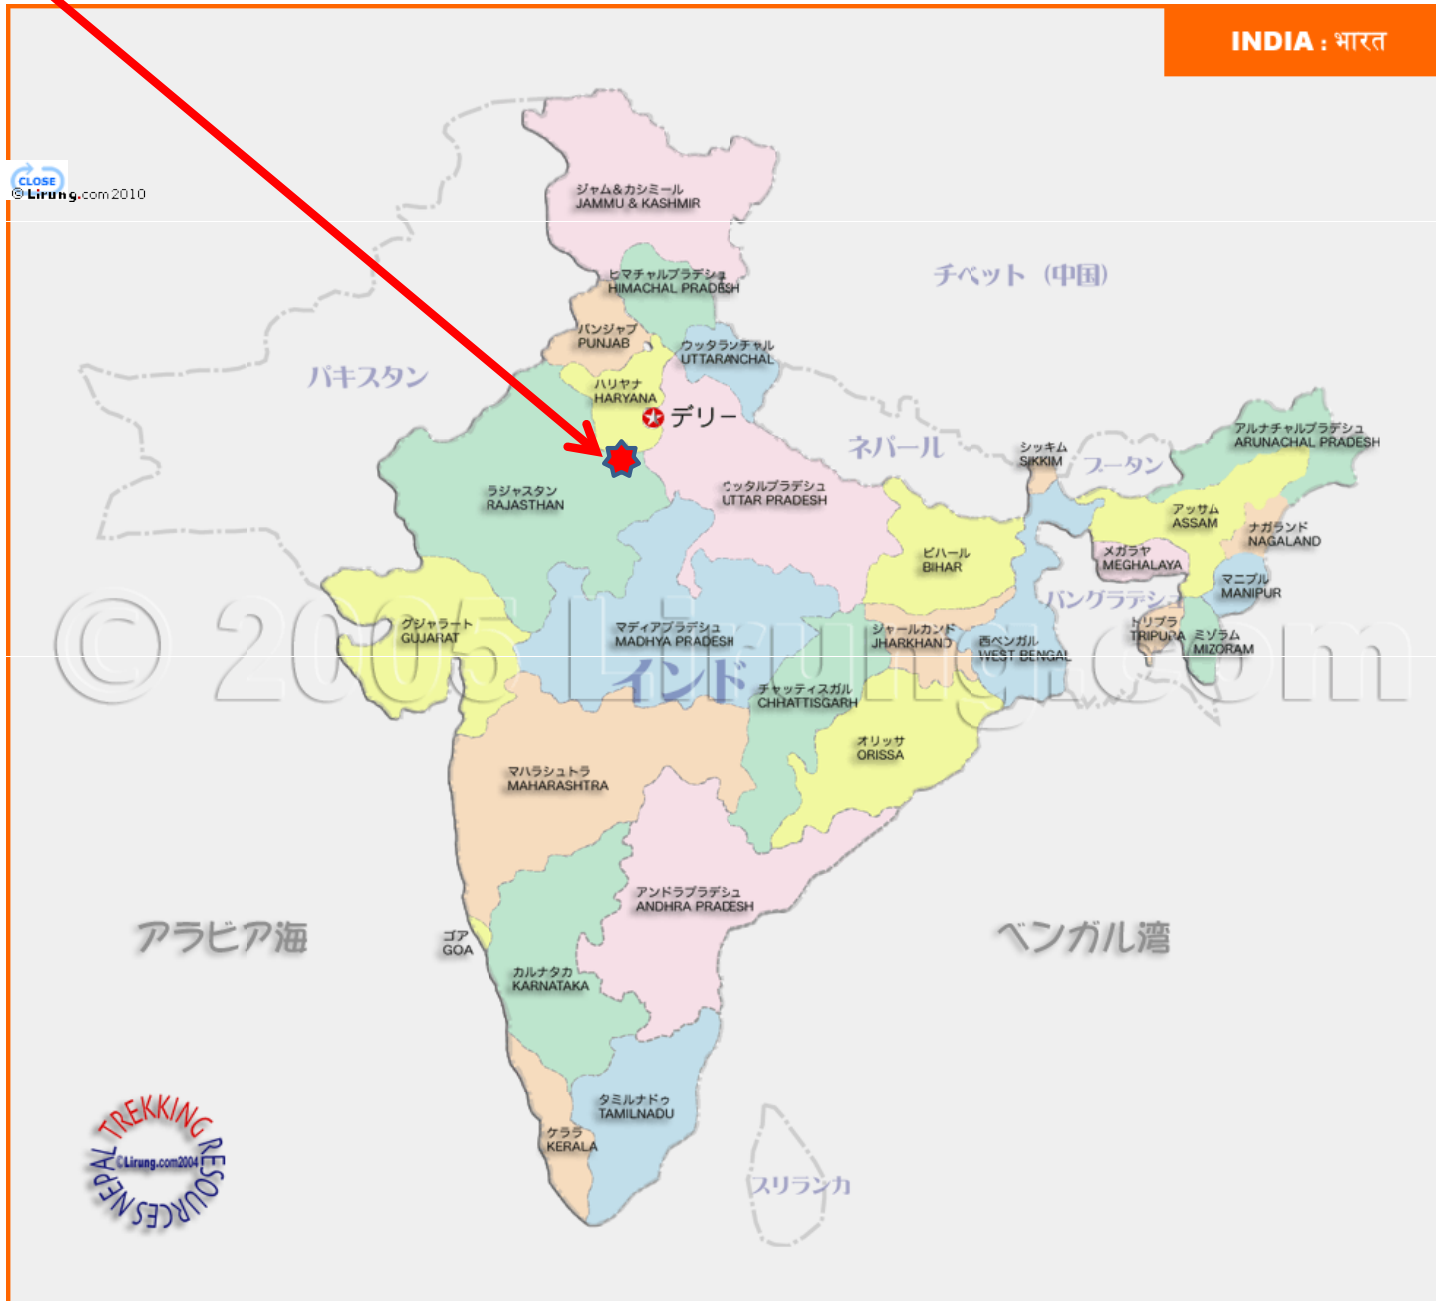 INDIA : भारत
CLOSE
© Lirung.com2010
ジャム&カシミール
JAMMU & KASHMIR
ヒマチャルプラデシュ
HIMACHAL PRADESH
チベット (中国)
パンジャブ
PUNJAB
ウッタランチャル
UTTARANCHAL
パキスタン
ハリヤナ
HARYANA
デリー
ネパール
シッキム
SIKKIM
ブータン
アルナチャルプラデシュ
ARUNACHAL PRADESH
ラジャスタン
RAJASTHAN
ウッタルプラデシュ
UTTAR PRADESH
アッサム
ASSAM
ナガランド
NAGALAND
ビハール
BIHAR
メガラヤ
MEGHALAYA
マニプル
MANIPUR
バングラデシュ
グジャラート
GUJARAT
マディアプラデシュ
MADHYA PRADESH
ジャールカンド
JHARKHAND
西ベンガル
WEST BENGAL
トリプラ
TRIPURA
ミゾラム
MIZORAM
© 2005 Lirung.com
インド
チャッティスガル
CHHATTISGARH
オリッサ
ORISSA
マハラシュトラ
MAHARASHTRA
アンドラプラデシュ
ANDHRA PRADESH
アラビア海
ゴア
GOA
ベンガル湾
カルナタカ
KARNATAKA
タミルナドゥ
TAMILNADU
ケララ
KERALA
スリランカ
NEPAL TREKKING RESOURCES
©Lirung.com2004